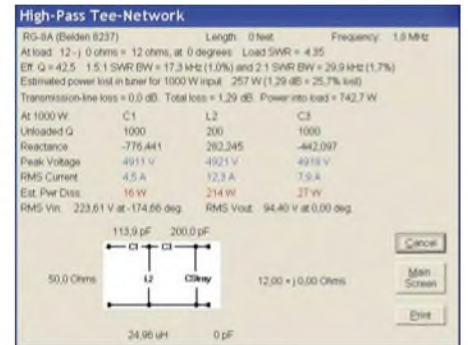 High-Pass Tee-Network
RG-8A (Belden 8237) Length: 0 feet Frequency: 1,8 MHz
At load: 12 - j 0 ohms = 12 ohms, at 0 degrees Load SWR = 4.35
Eff. Q = 42.5 1.5:1 SWR BW = 17,3 kHz (1,0%) and 2:1 SWR BW = 29,9 kHz (1,7%)
Estimated power lost in tuner for 1000 W input: 257 W (1,29 dB = 25,7% lost)
Transmission-line loss = 0,0 dB. Total loss = 1,29 dB. Power into load = 742,7 W
At 1000 W: C1 L2 C3
Unloaded Q 1000 200 1000
Reactance -776,441 282,245 -442,097
Peak Voltage 4911 V 4921 V 4918 V
RMS Current 4,5 A 12,3 A 7,9 A
Est. Pwr Diss. 16 W 214 W 27 W
RMS Vin: 223,61 V at -174,66 deg. RMS Vout: 94,40 V at 0,00 deg.
113,9 pF 200,0 pF
C1 C3
50,0 Ohms L2 CStray 12,00 + j 0,00 Ohms
24,96 uH 0 pF
Cancel
Main Screen
Print